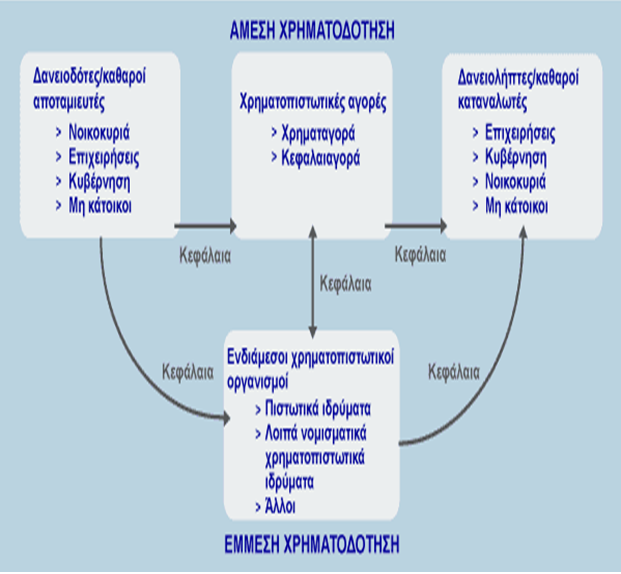 ΑΜΕΣΗ ΧΡΗΜΑΤΟΔΟΤΗΣΗ
Δανειοδότες/καθαροί
αποταμιευτές
> Νοικοκυριά
> Επιχειρήσεις
> Κυβέρνηση
> Μη κάτοικοι
Χρηματοπιστωτικές αγορές
> Χρηματαγορά
> Κεφαλαιαγορά
Δανειολήπτες/καθαροί
καταναλωτές
> Επιχειρήσεις
> Κυβέρνηση
> Νοικοκυριά
> Μη κάτοικοι
Κεφάλαια
Κεφάλαια
Κεφάλαια
Κεφάλαια
Κεφάλαια
Ενδιάμεσοι χρηματοπιστωτικοί
οργανισμοί
> Πιστωτικά ιδρύματα
> Λοιπά νομισματικά
χρηματοπιστωτικά
ιδρύματα
> Άλλοι
ΕΜΜΕΣΗ ΧΡΗΜΑΤΟΔΟΤΗΣΗ